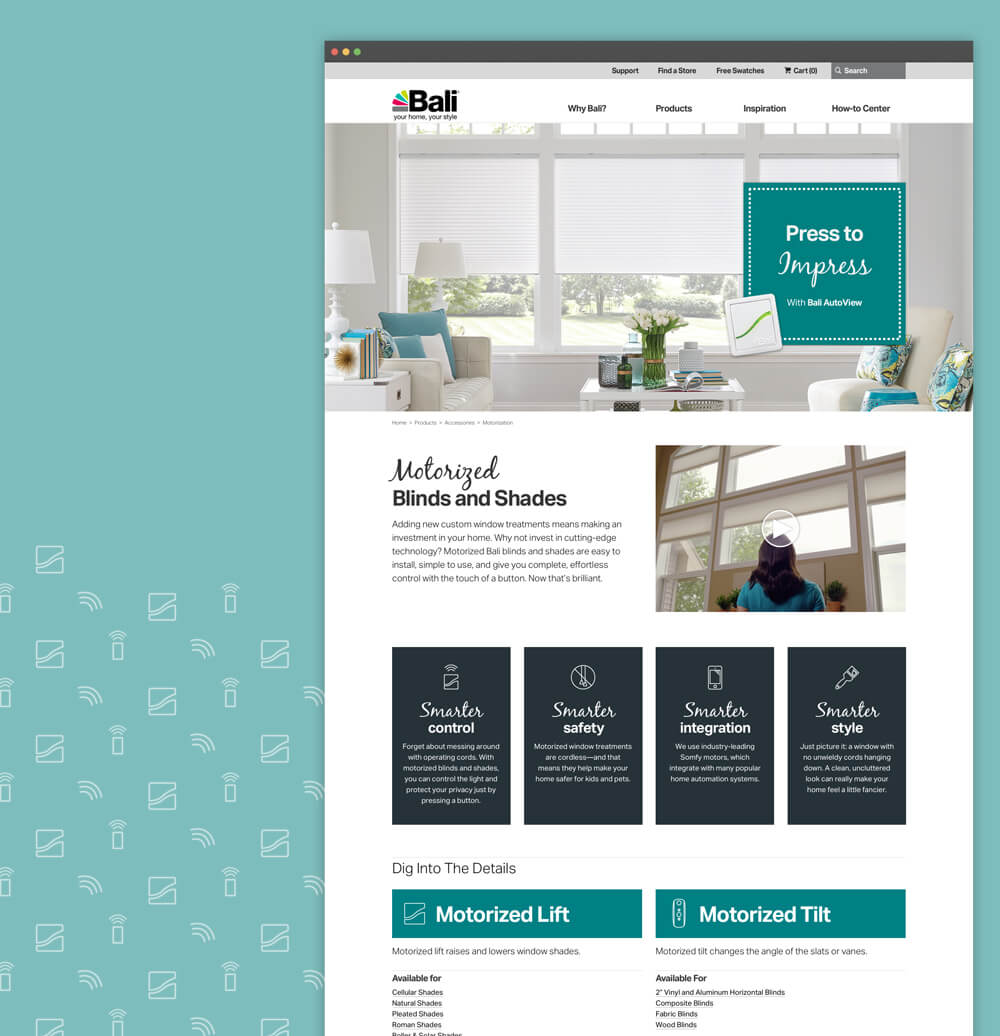 Support Find a Store Free Swatches Cart (0) Search
Bali
your home, your style
Why Bali? Products Inspiration How-to Center
Press to
Impress
With Bali AutoView
Home > Products > Accessories > Motorization
Motorized
Blinds and Shades
Adding new custom window treatments means making an
investment in your home. Why not invest in cutting-edge
technology? Motorized Bali blinds and shades are easy to
install, simple to use, and give you complete, effortless
control with the touch of a button. Now that's brilliant.
Smarter
control
Forget about messing around
with operating cords. With
motorized blinds and shades,
you can control the light and
protect your privacy just by
pressing a button.
Smarter
safety
Motorized window treatments
are cordless—and that
means they help make your
home safer for kids and pets.
Smarter
integration
We use industry-leading
Somfy motors, which
integrate with many popular
home automation systems.
Smarter
style
Just picture it: a window with
no unwieldy cords hanging
down. A clean, uncluttered
look can really make your
home feel a little fancier.
Dig Into The Details
Motorized Lift
Motorized lift raises and lowers window shades.
Available for
Cellular Shades
Natural Shades
Pleated Shades
Roman Shades
Roller & Solar Shades
Motorized Tilt
Motorized tilt changes the angle of the slats or vanes.
Available For
2" Vinyl and Aluminum Horizontal Blinds
Composite Blinds
Fabric Blinds
Wood Blinds